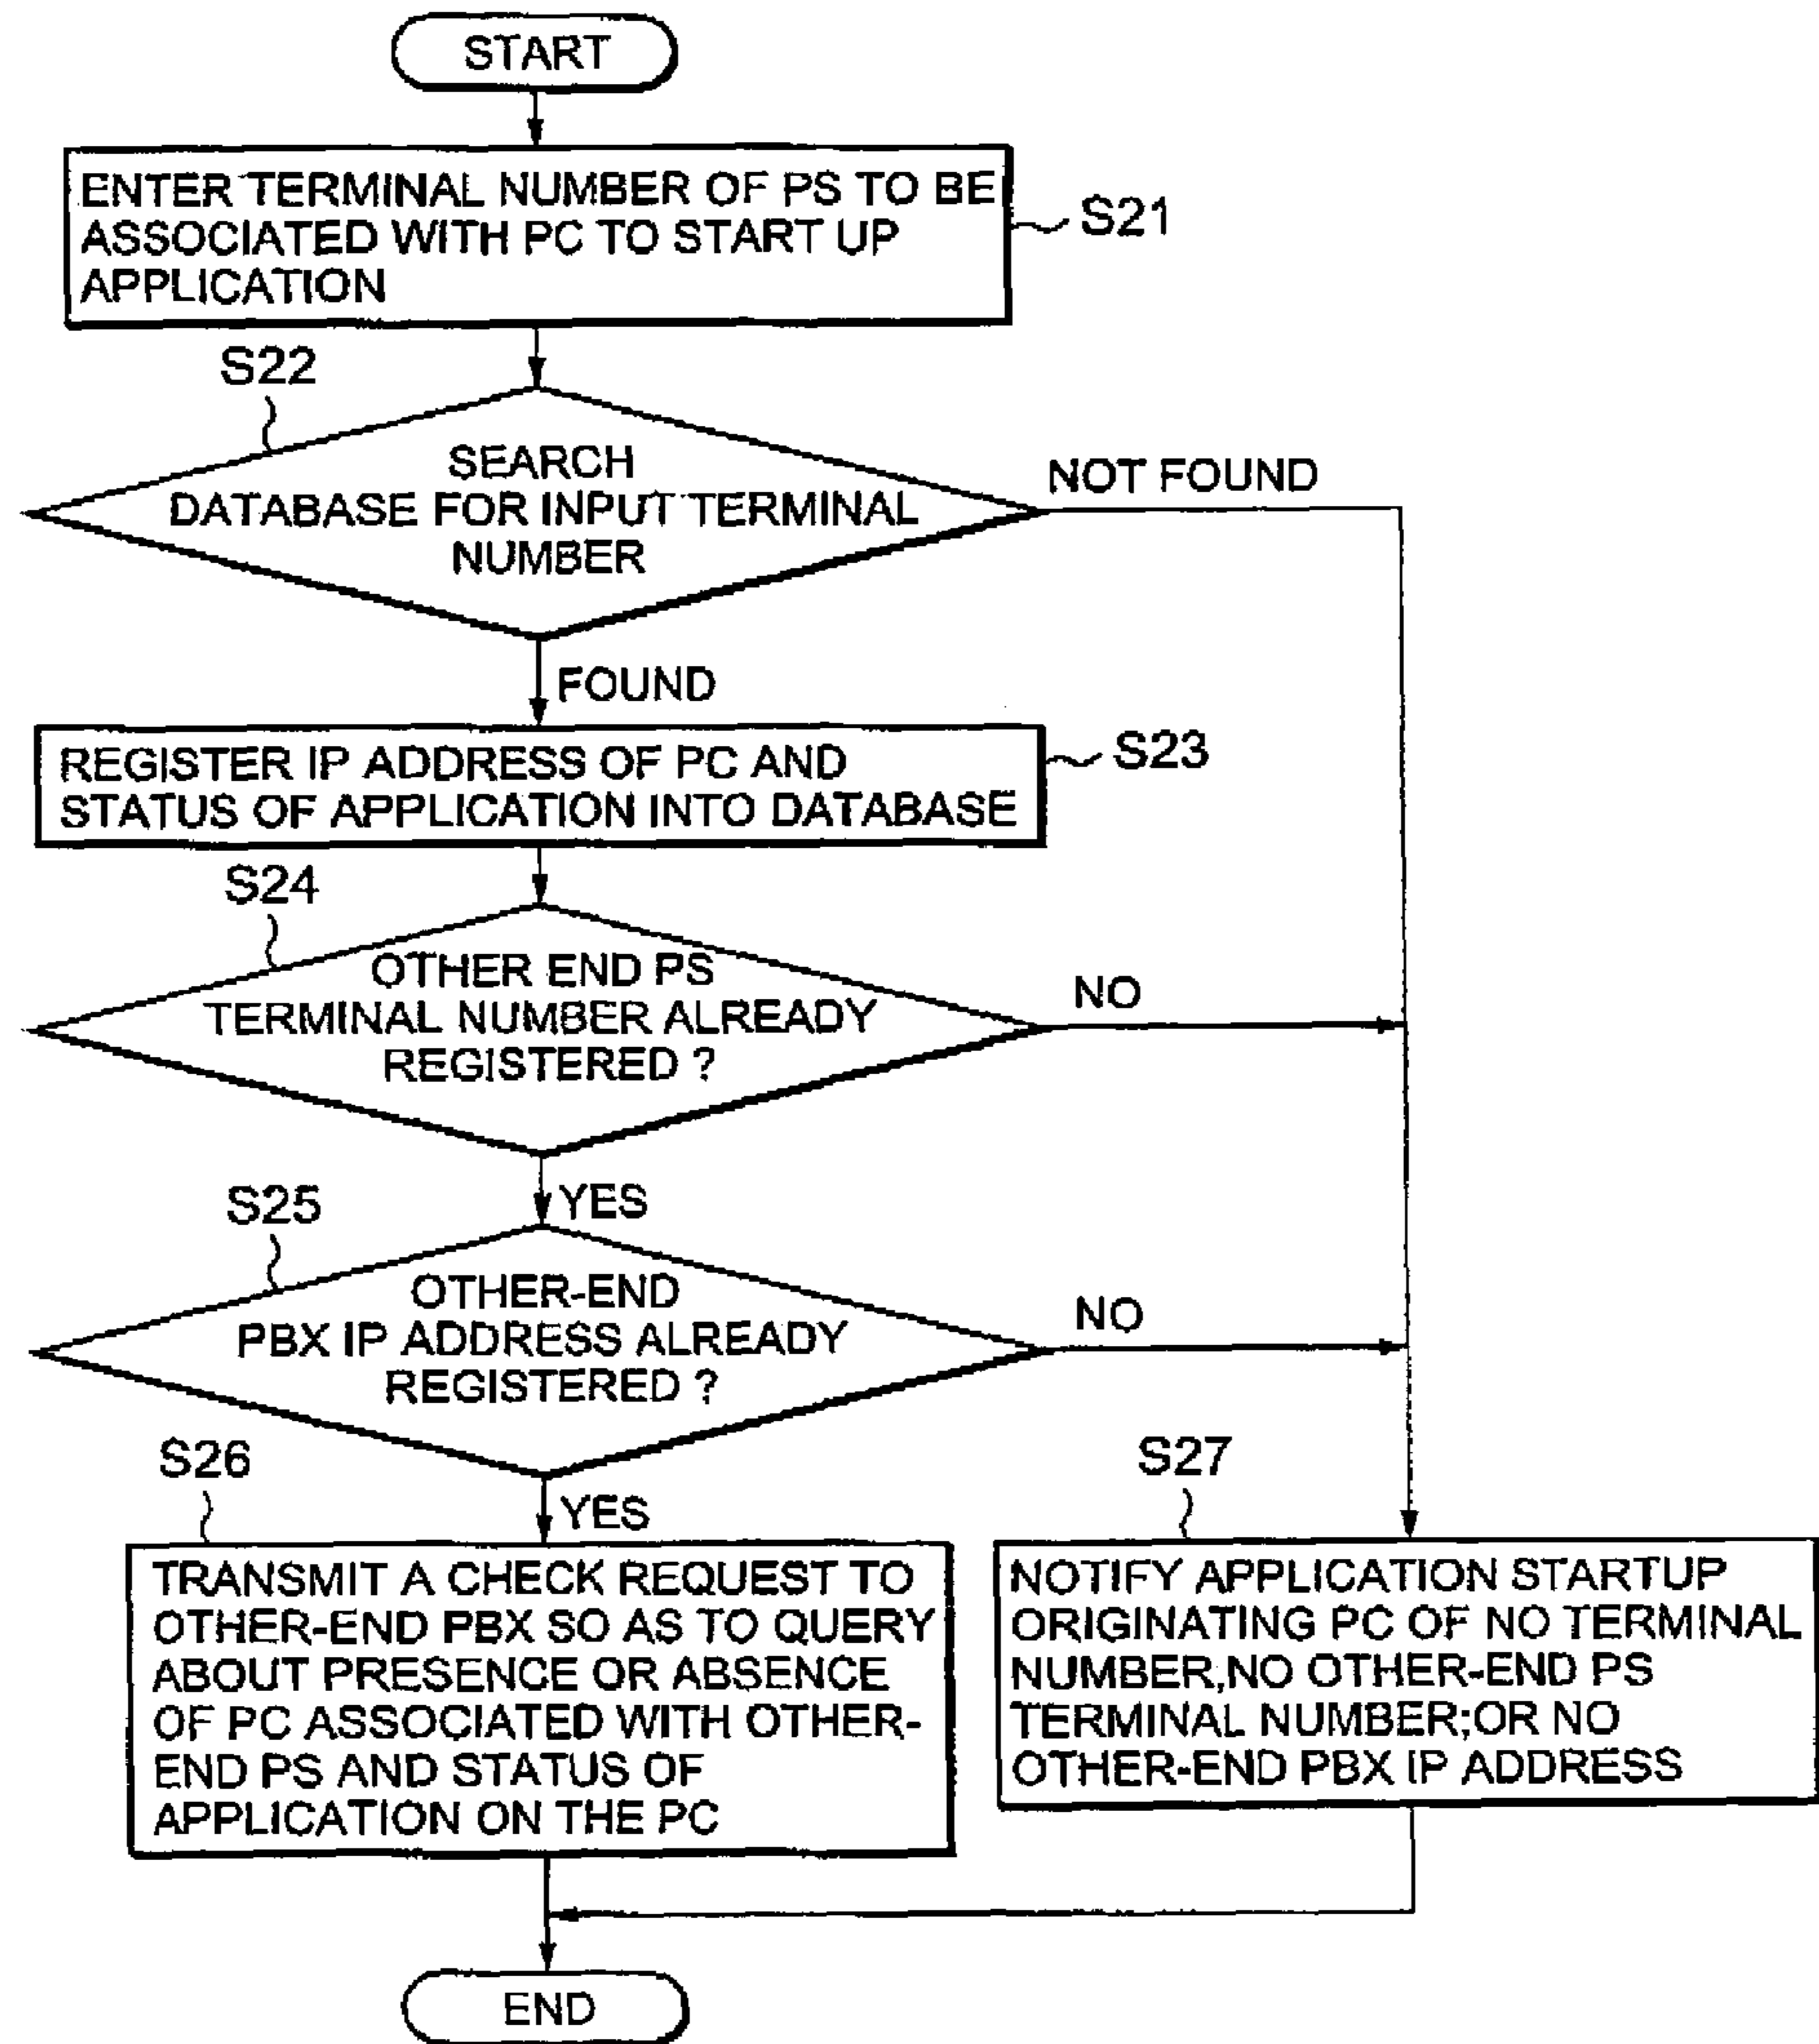 START
ENTER TERMINAL NUMBER OF PS TO BE
ASSOCIATED WITH PC TO START UP
APPLICATION
S21
S22
SEARCH
DATABASE FOR INPUT TERMINAL
NUMBER
NOT FOUND
FOUND
REGISTER IP ADDRESS OF PC AND
STATUS OF APPLICATION INTO DATABASE
S23
S24
OTHER END PS
TERMINAL NUMBER ALREADY
REGISTERED ?
NO
YES
S25
OTHER-END
PBX IP ADDRESS ALREADY
REGISTERED ?
NO
YES
S26
TRANSMIT A CHECK REQUEST TO
OTHER-END PBX SO AS TO QUERY
ABOUT PRESENCE OR ABSENCE
OF PC ASSOCIATED WITH OTHER-
END PS AND STATUS OF
APPLICATION ON THE PC
S27
NOTIFY APPLICATION STARTUP
ORIGINATING PC OF NO TERMINAL
NUMBER,NO OTHER-END PS
TERMINAL NUMBER;OR NO
OTHER-END PBX IP ADDRESS
END